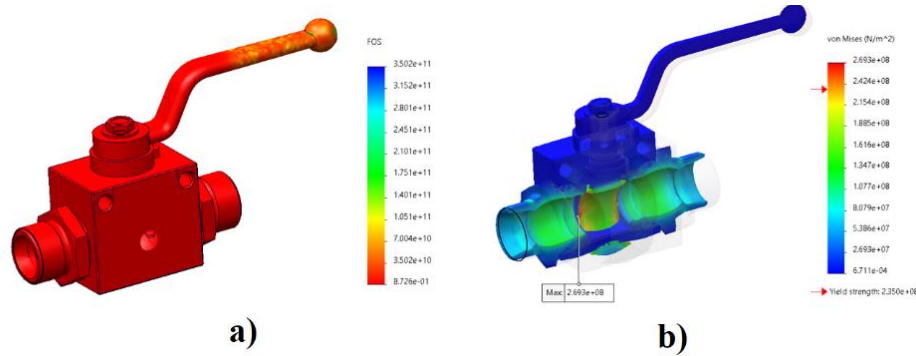 FOS
3.502e+11
3.152e+11
2.801e+11
2.451e+11
2.101e+11
1.751e+11
1.401e+11
1.051e+11
7.004e+10
3.502e+10
8.726e-01
a)
von Mises (N/m^2)
2.693e+08
2.424e+08
2.154e+08
1.885e+08
1.616e+08
1.347e+08
1.077e+08
8.079e+07
5.386e+07
2.693e+07
6.711e-04
Yield strength: 2.350e+08
Max: 2.693e+08
b)